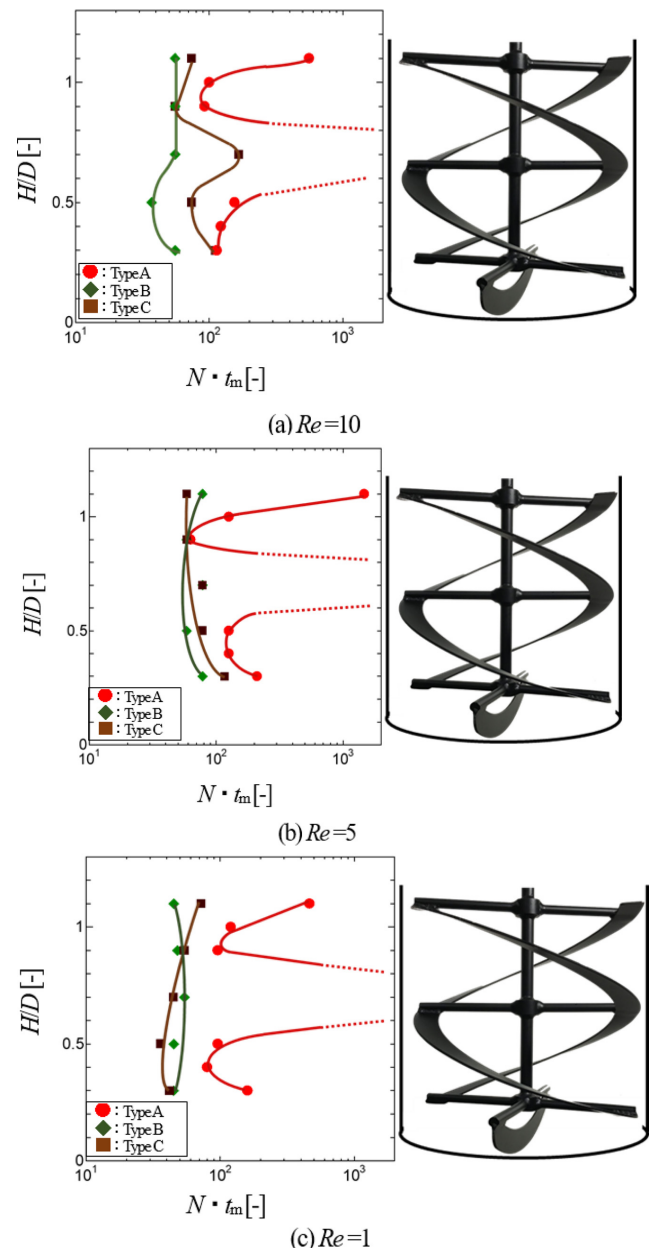 1
0.5
0
H/D [-]
● : TypeA
◆ : TypeB
■ : TypeC
10¹ 10² 10³
N・tₘ[-]
(a) Re=10
1
0.5
0
H/D [-]
● : TypeA
◆ : TypeB
■ : TypeC
10¹ 10² 10³
N・tₘ[-]
(b) Re=5
1
0.5
0
H/D [-]
● : TypeA
◆ : TypeB
■ : TypeC
10¹ 10² 10³
N・tₘ[-]
(c) Re=1